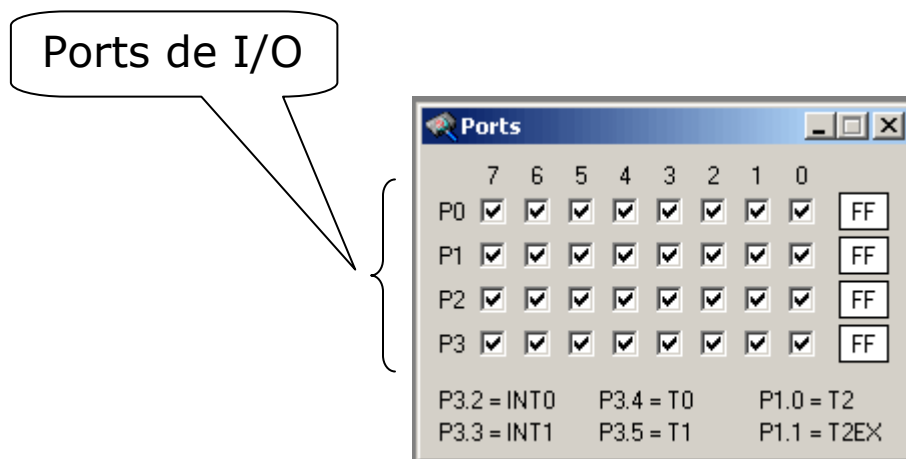 Ports de I/O
Ports
7 6 5 4 3 2 1 0
P0 FF
P1 FF
P2 FF
P3 FF
P3.2 = INT0 P3.4 = T0 P1.0 = T2
P3.3 = INT1 P3.5 = T1 P1.1 = T2EX